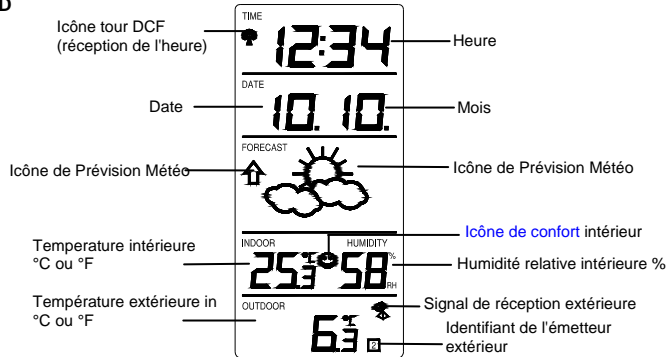 D
Icône tour DCF
(réception de l'heure)
TIME
12:34
Heure
DATE
Date
10. 10.
Mois
FORECAST
Icône de Prévision Météo
Icône de Prévision Météo
Icône de confort intérieur
INDOOR
HUMIDITY
Temperature intérieure
°C ou °F
25.3 °C
58 %
RH
Humidité relative intérieure %
Température extérieure in
°C ou °F
OUTDOOR
6.3 °C
2
Signal de réception extérieure
Identifiant de l'émetteur
extérieur